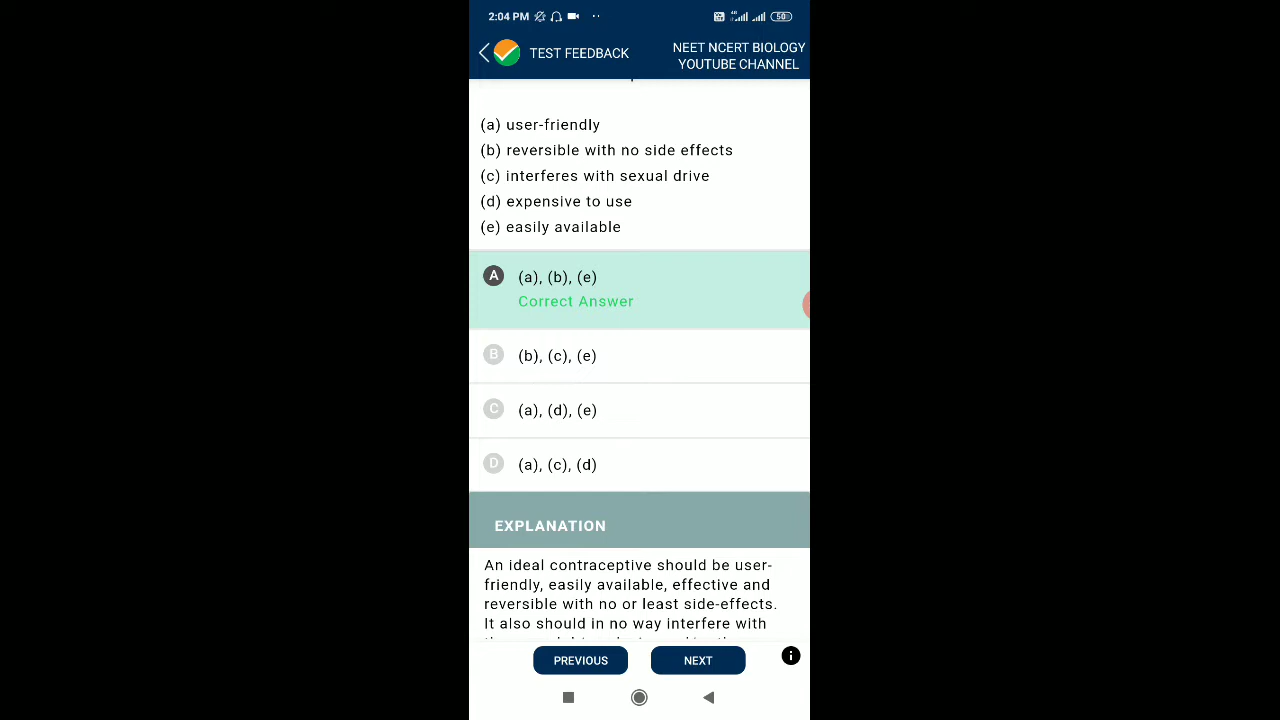 2:04 PM
4G
50
TEST FEEDBACK
NEET NCERT BIOLOGY
YOUTUBE CHANNEL
(a) user-friendly
(b) reversible with no side effects
(c) interferes with sexual drive
(d) expensive to use
(e) easily available
A (a), (b), (e)
Correct Answer
B (b), (c), (e)
C (a), (d), (e)
D (a), (c), (d)
EXPLANATION
An ideal contraceptive should be user-
friendly, easily available, effective and
reversible with no or least side-effects.
It also should in no way interfere with
PREVIOUS
NEXT